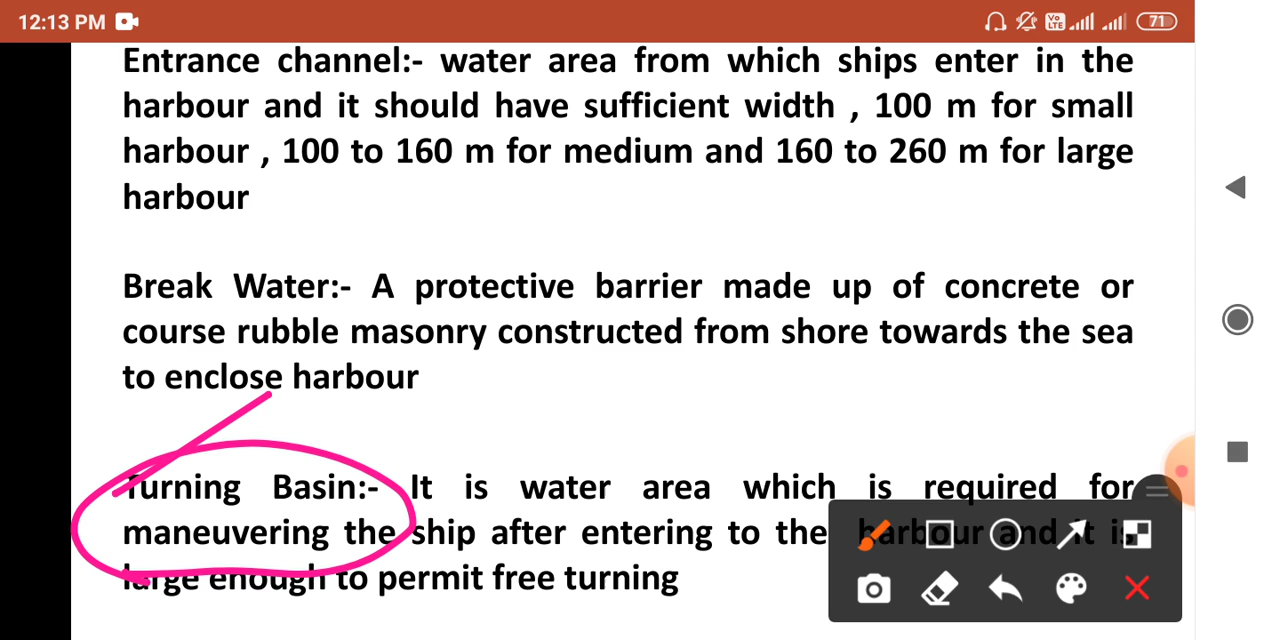 12:13 PM
Vo LTE
71
Entrance channel:- water area from which ships enter in the
harbour and it should have sufficient width , 100 m for small
harbour , 100 to 160 m for medium and 160 to 260 m for large
harbour
Break Water:- A protective barrier made up of concrete or
course rubble masonry constructed from shore towards the sea
to enclose harbour
Turning Basin:- It is water area which is required for
maneuvering the ship after entering to the harbour and it is
large enough to permit free turning